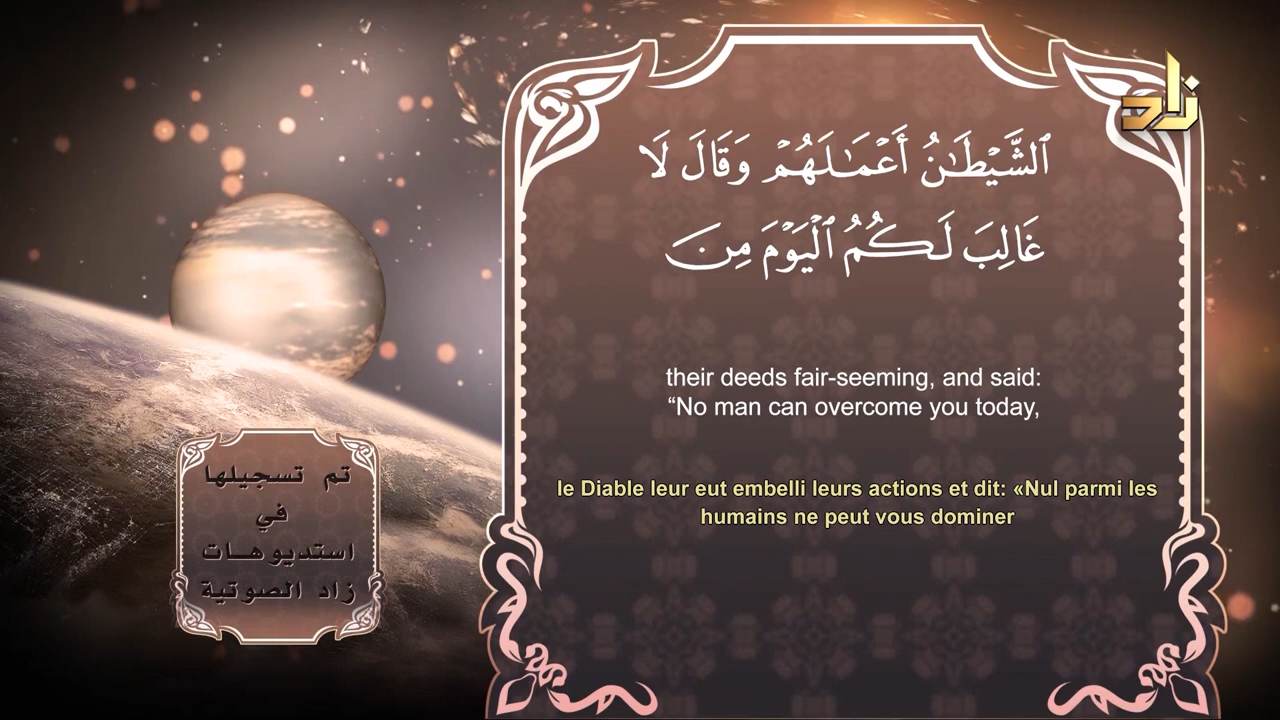 زاد
ٱلشَّيْطَٰنُ أَعْمَٰلَهُمْ وَقَالَ لَا
غَالِبَ لَكُمُ ٱلْيَوْمَ مِنَ
their deeds fair-seeming, and said:
“No man can overcome you today,
le Diable leur eut embelli leurs actions et dit: «Nul parmi les
humains ne peut vous dominer
تم تسجيلها
في
استديوهات
زاد الصوتية